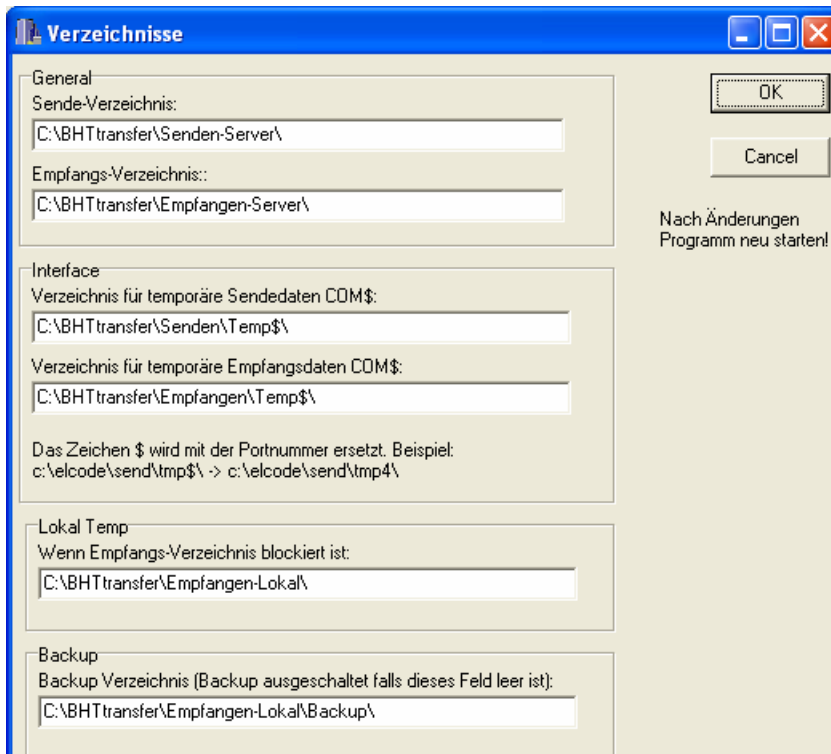 Verzeichnisse
General
Sende-Verzeichnis:
C:\BHTtransfer\Senden-Server\
Empfangs-Verzeichnis::
C:\BHTtransfer\Empfangen-Server\
OK
Cancel
Nach Änderungen
Programm neu starten!
Interface
Verzeichnis für temporäre Sendedaten COM$:
C:\BHTtransfer\Senden\Temp$\
Verzeichnis für temporäre Empfangsdaten COM$:
C:\BHTtransfer\Empfangen\Temp$\
Das Zeichen $ wird mit der Portnummer ersetzt. Beispiel:
c:\elcode\send\tmp$\ -> c:\elcode\send\tmp4\
Lokal Temp
Wenn Empfangs-Verzeichnis blockiert ist:
C:\BHTtransfer\Empfangen-Lokal\
Backup
Backup Verzeichnis (Backup ausgeschaltet falls dieses Feld leer ist):
C:\BHTtransfer\Empfangen-Lokal\Backup\